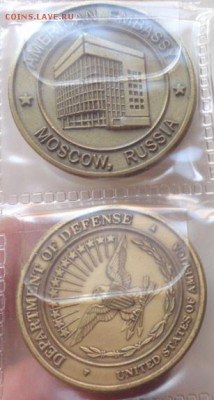 COINS.LAVE.RU
AMERICAN EMBASSY
MOSCOW, RUSSIA
DEPARTMENT OF DEFENSE
UNITED STATES OF AMERICA